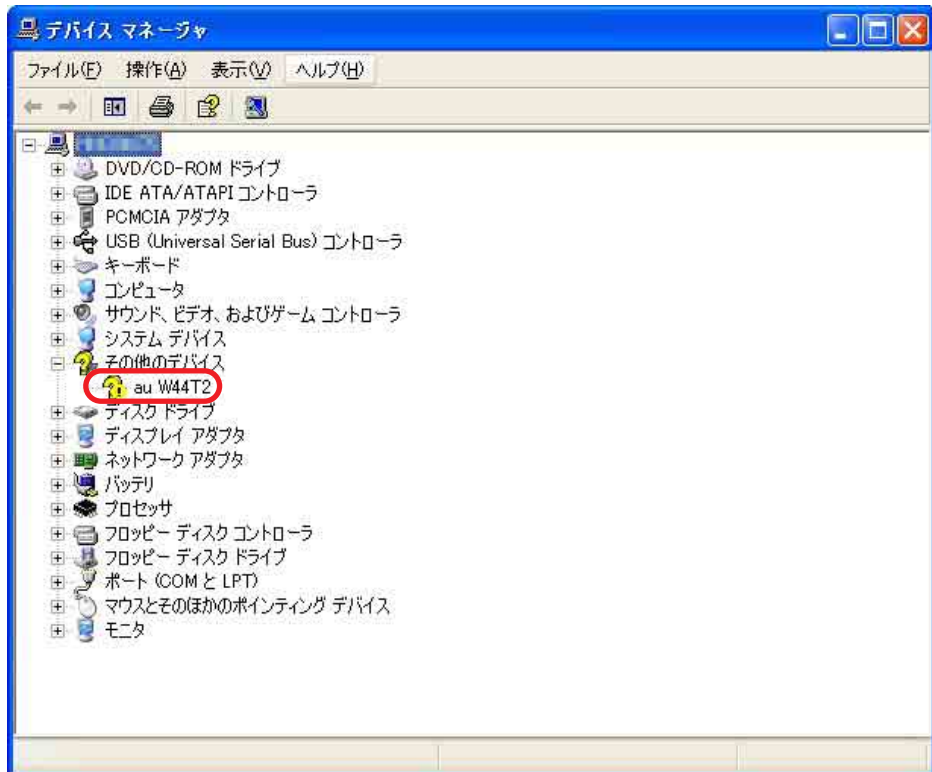 デバイス マネージャ
ファイル(F) 操作(A) 表示(V) ヘルプ(H)
DVD/CD-ROM ドライブ
IDE ATA/ATAPI コントローラ
PCMCIA アダプタ
USB (Universal Serial Bus) コントローラ
キーボード
コンピュータ
サウンド、ビデオ、およびゲーム コントローラ
システム デバイス
その他のデバイス
au W44T2
ディスク ドライブ
ディスプレイ アダプタ
ネットワーク アダプタ
バッテリ
プロセッサ
フロッピー ディスク コントローラ
フロッピー ディスク ドライブ
ポート (COM と LPT)
マウスとそのほかのポインティング デバイス
モニタ